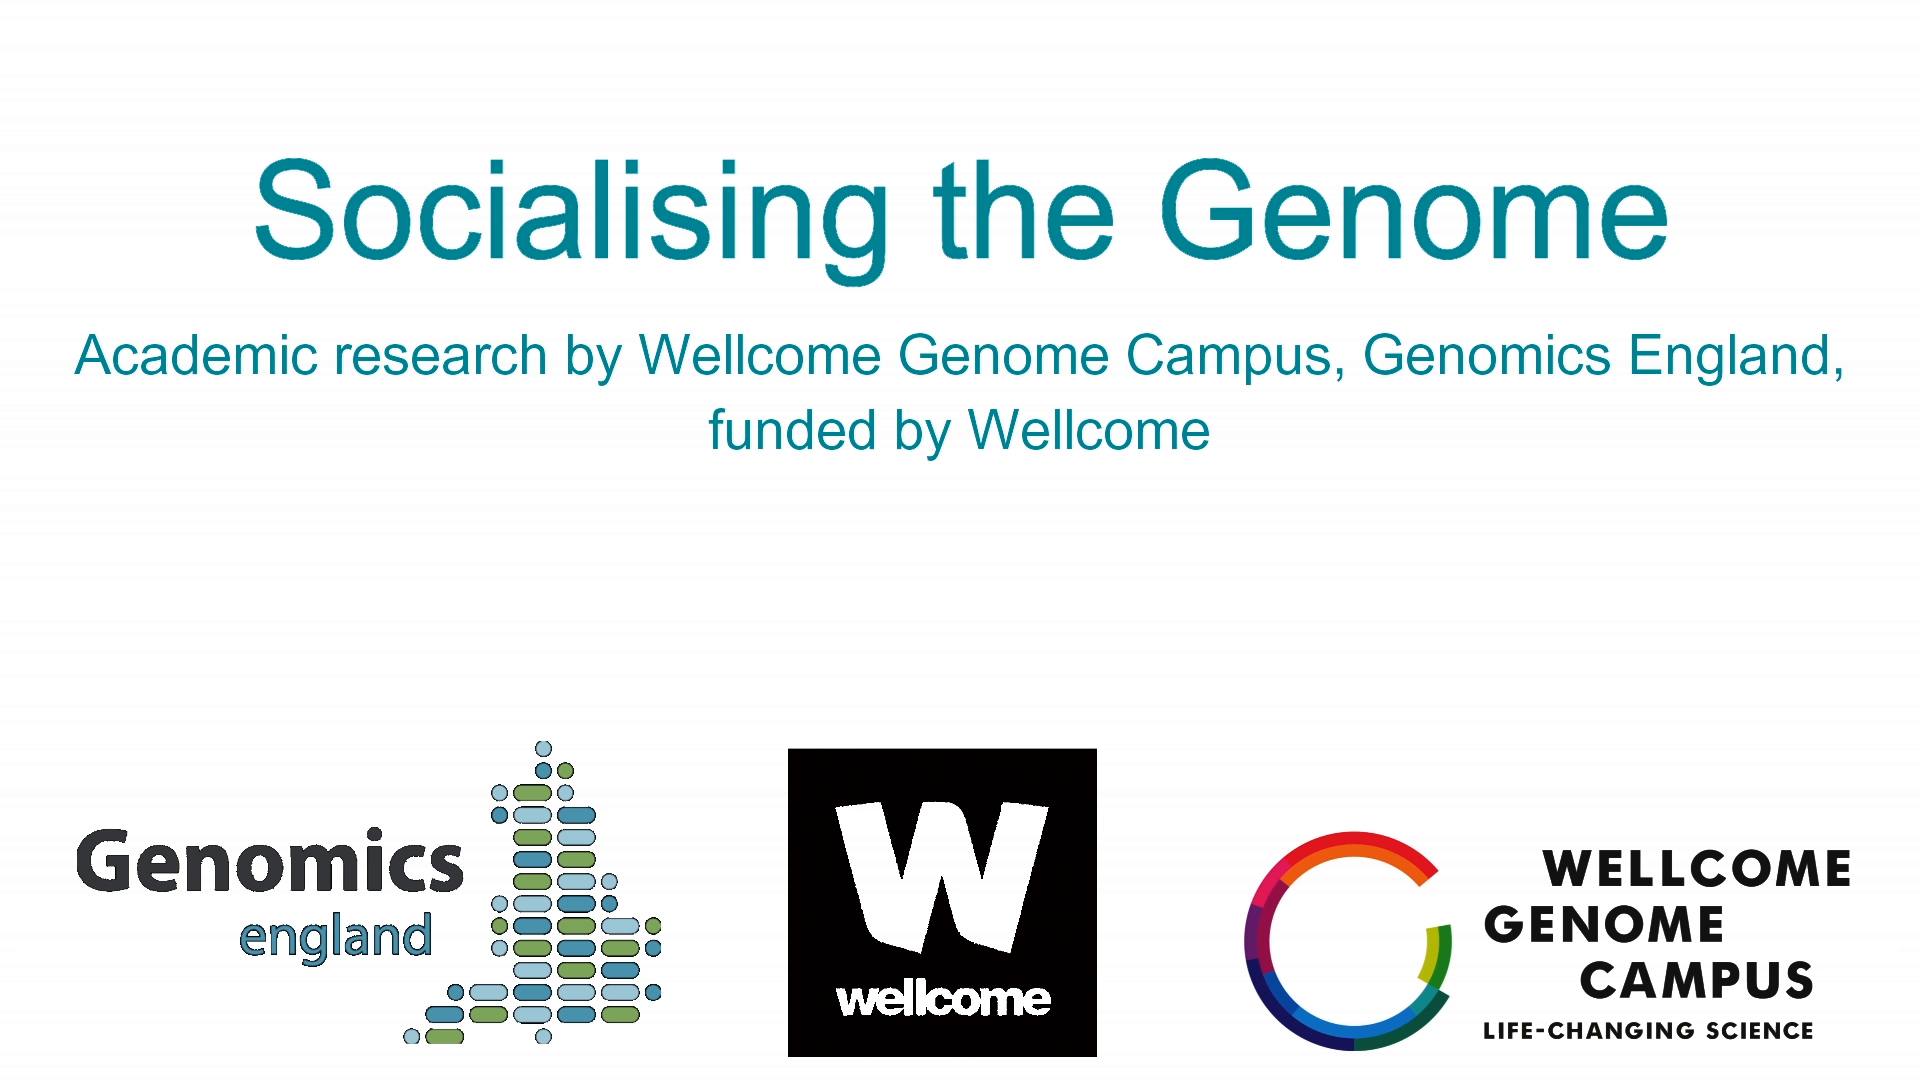 Socialising the Genome
Academic research by Wellcome Genome Campus, Genomics England,
funded by Wellcome
Genomics
england
W
wellcome
WELLCOME
GENOME
CAMPUS
LIFE-CHANGING SCIENCE